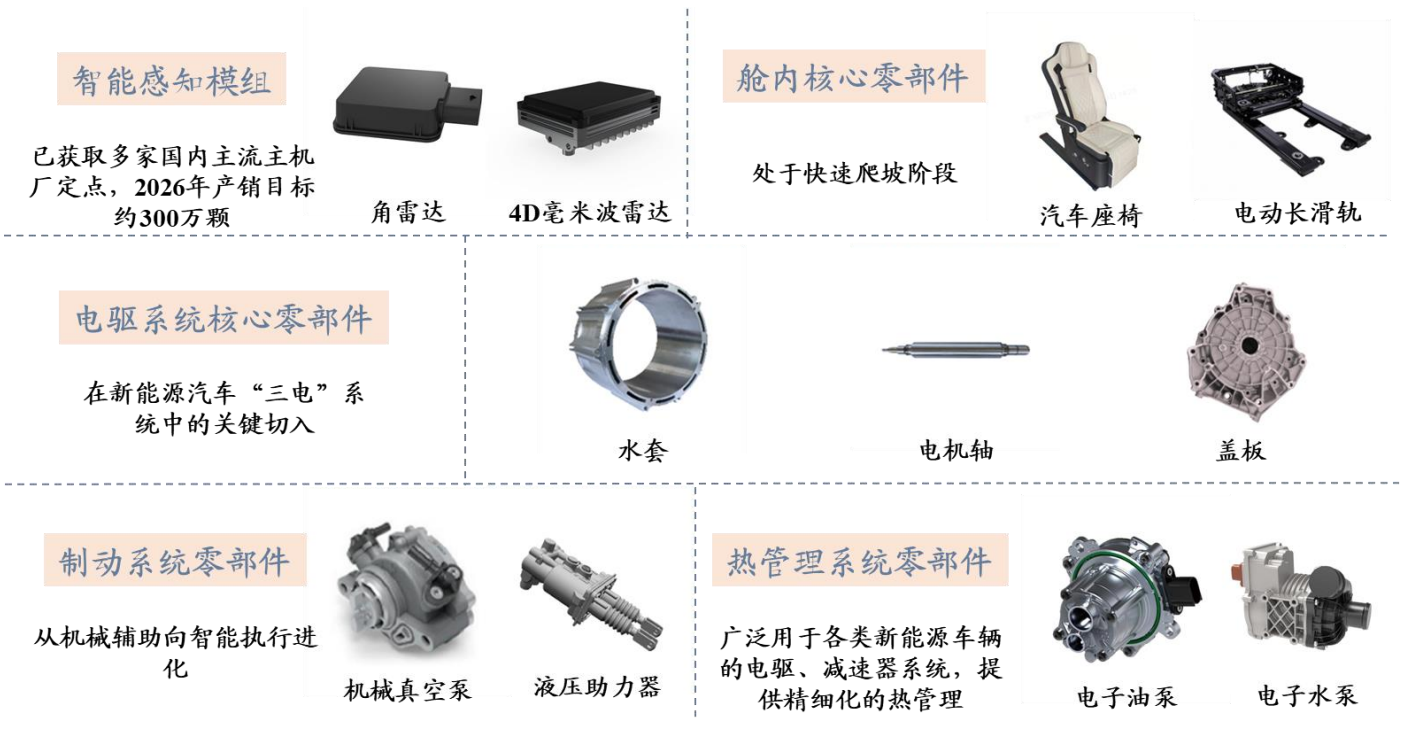 智能感知模组
已获取多家国内主流主机
厂定点，2026年产销目标
约300万颗
角雷达
4D毫米波雷达
舱内核心零部件
处于快速爬坡阶段
汽车座椅
电动长滑轨
电驱系统核心零部件
在新能源汽车“三电”系
统中的关键切入
水套
电机轴
盖板
制动系统零部件
从机械辅助向智能执行进
化
机械真空泵
液压助力器
热管理系统零部件
广泛用于各类新能源车辆
的电驱、减速器系统，提
供精细化的热管理
电子油泵
电子水泵